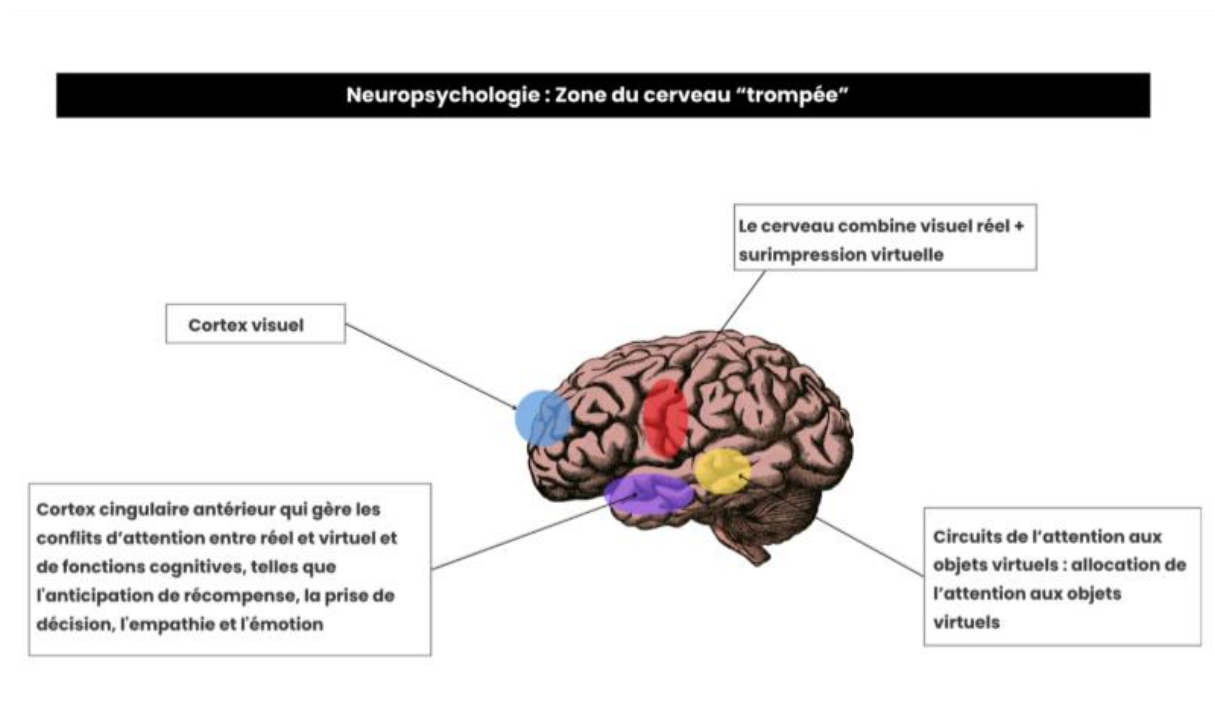 Neuropsychologie : Zone du cerveau “trompée”
Le cerveau combine visuel réel +
surimpression virtuelle
Cortex visuel
Cortex cingulaire antérieur qui gère les
conflits d’attention entre réel et virtuel et
de fonctions cognitives, telles que
l'anticipation de récompense, la prise de
décision, l'empathie et l'émotion
Circuits de l’attention aux
objets virtuels : allocation de
l’attention aux objets
virtuels